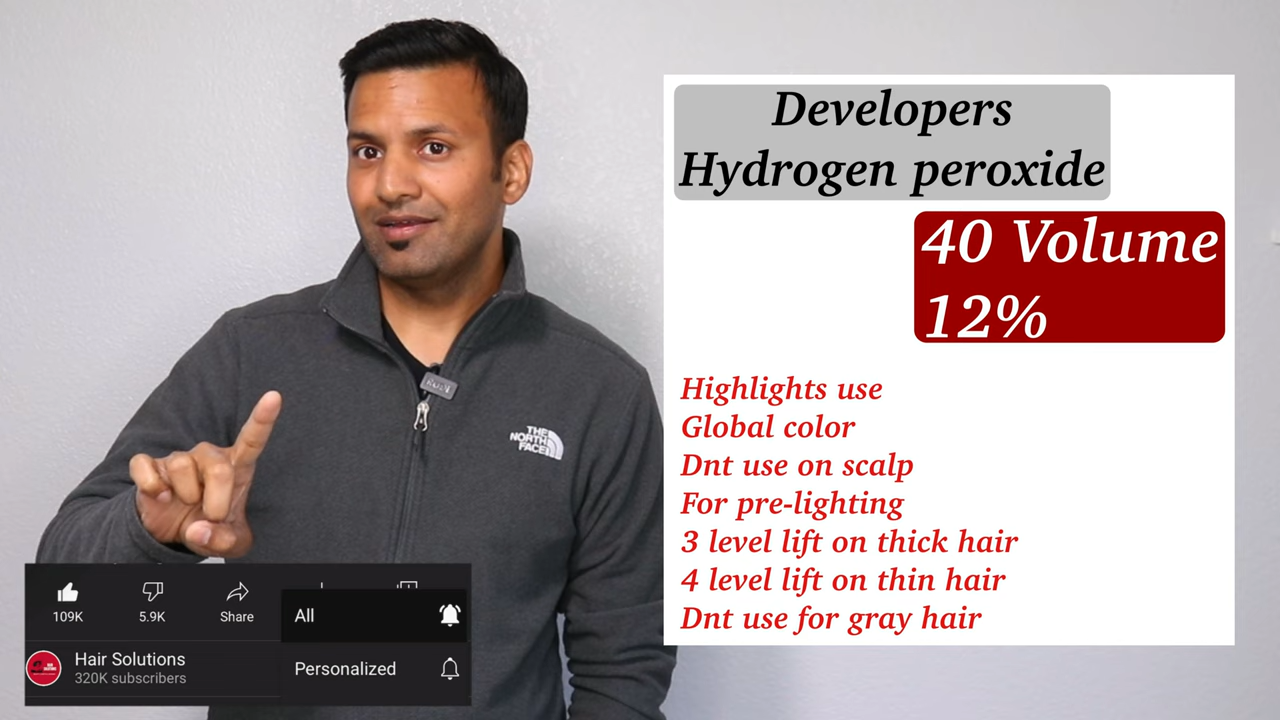 Developers
Hydrogen peroxide
40 Volume
12%
Highlights use
Global color
Dnt use on scalp
For pre-lighting
3 level lift on thick hair
4 level lift on thin hair
Dnt use for gray hair
THE
NORTH
FACE
109K
5.9K
Share
All
Hair Solutions
320K subscribers
Personalized